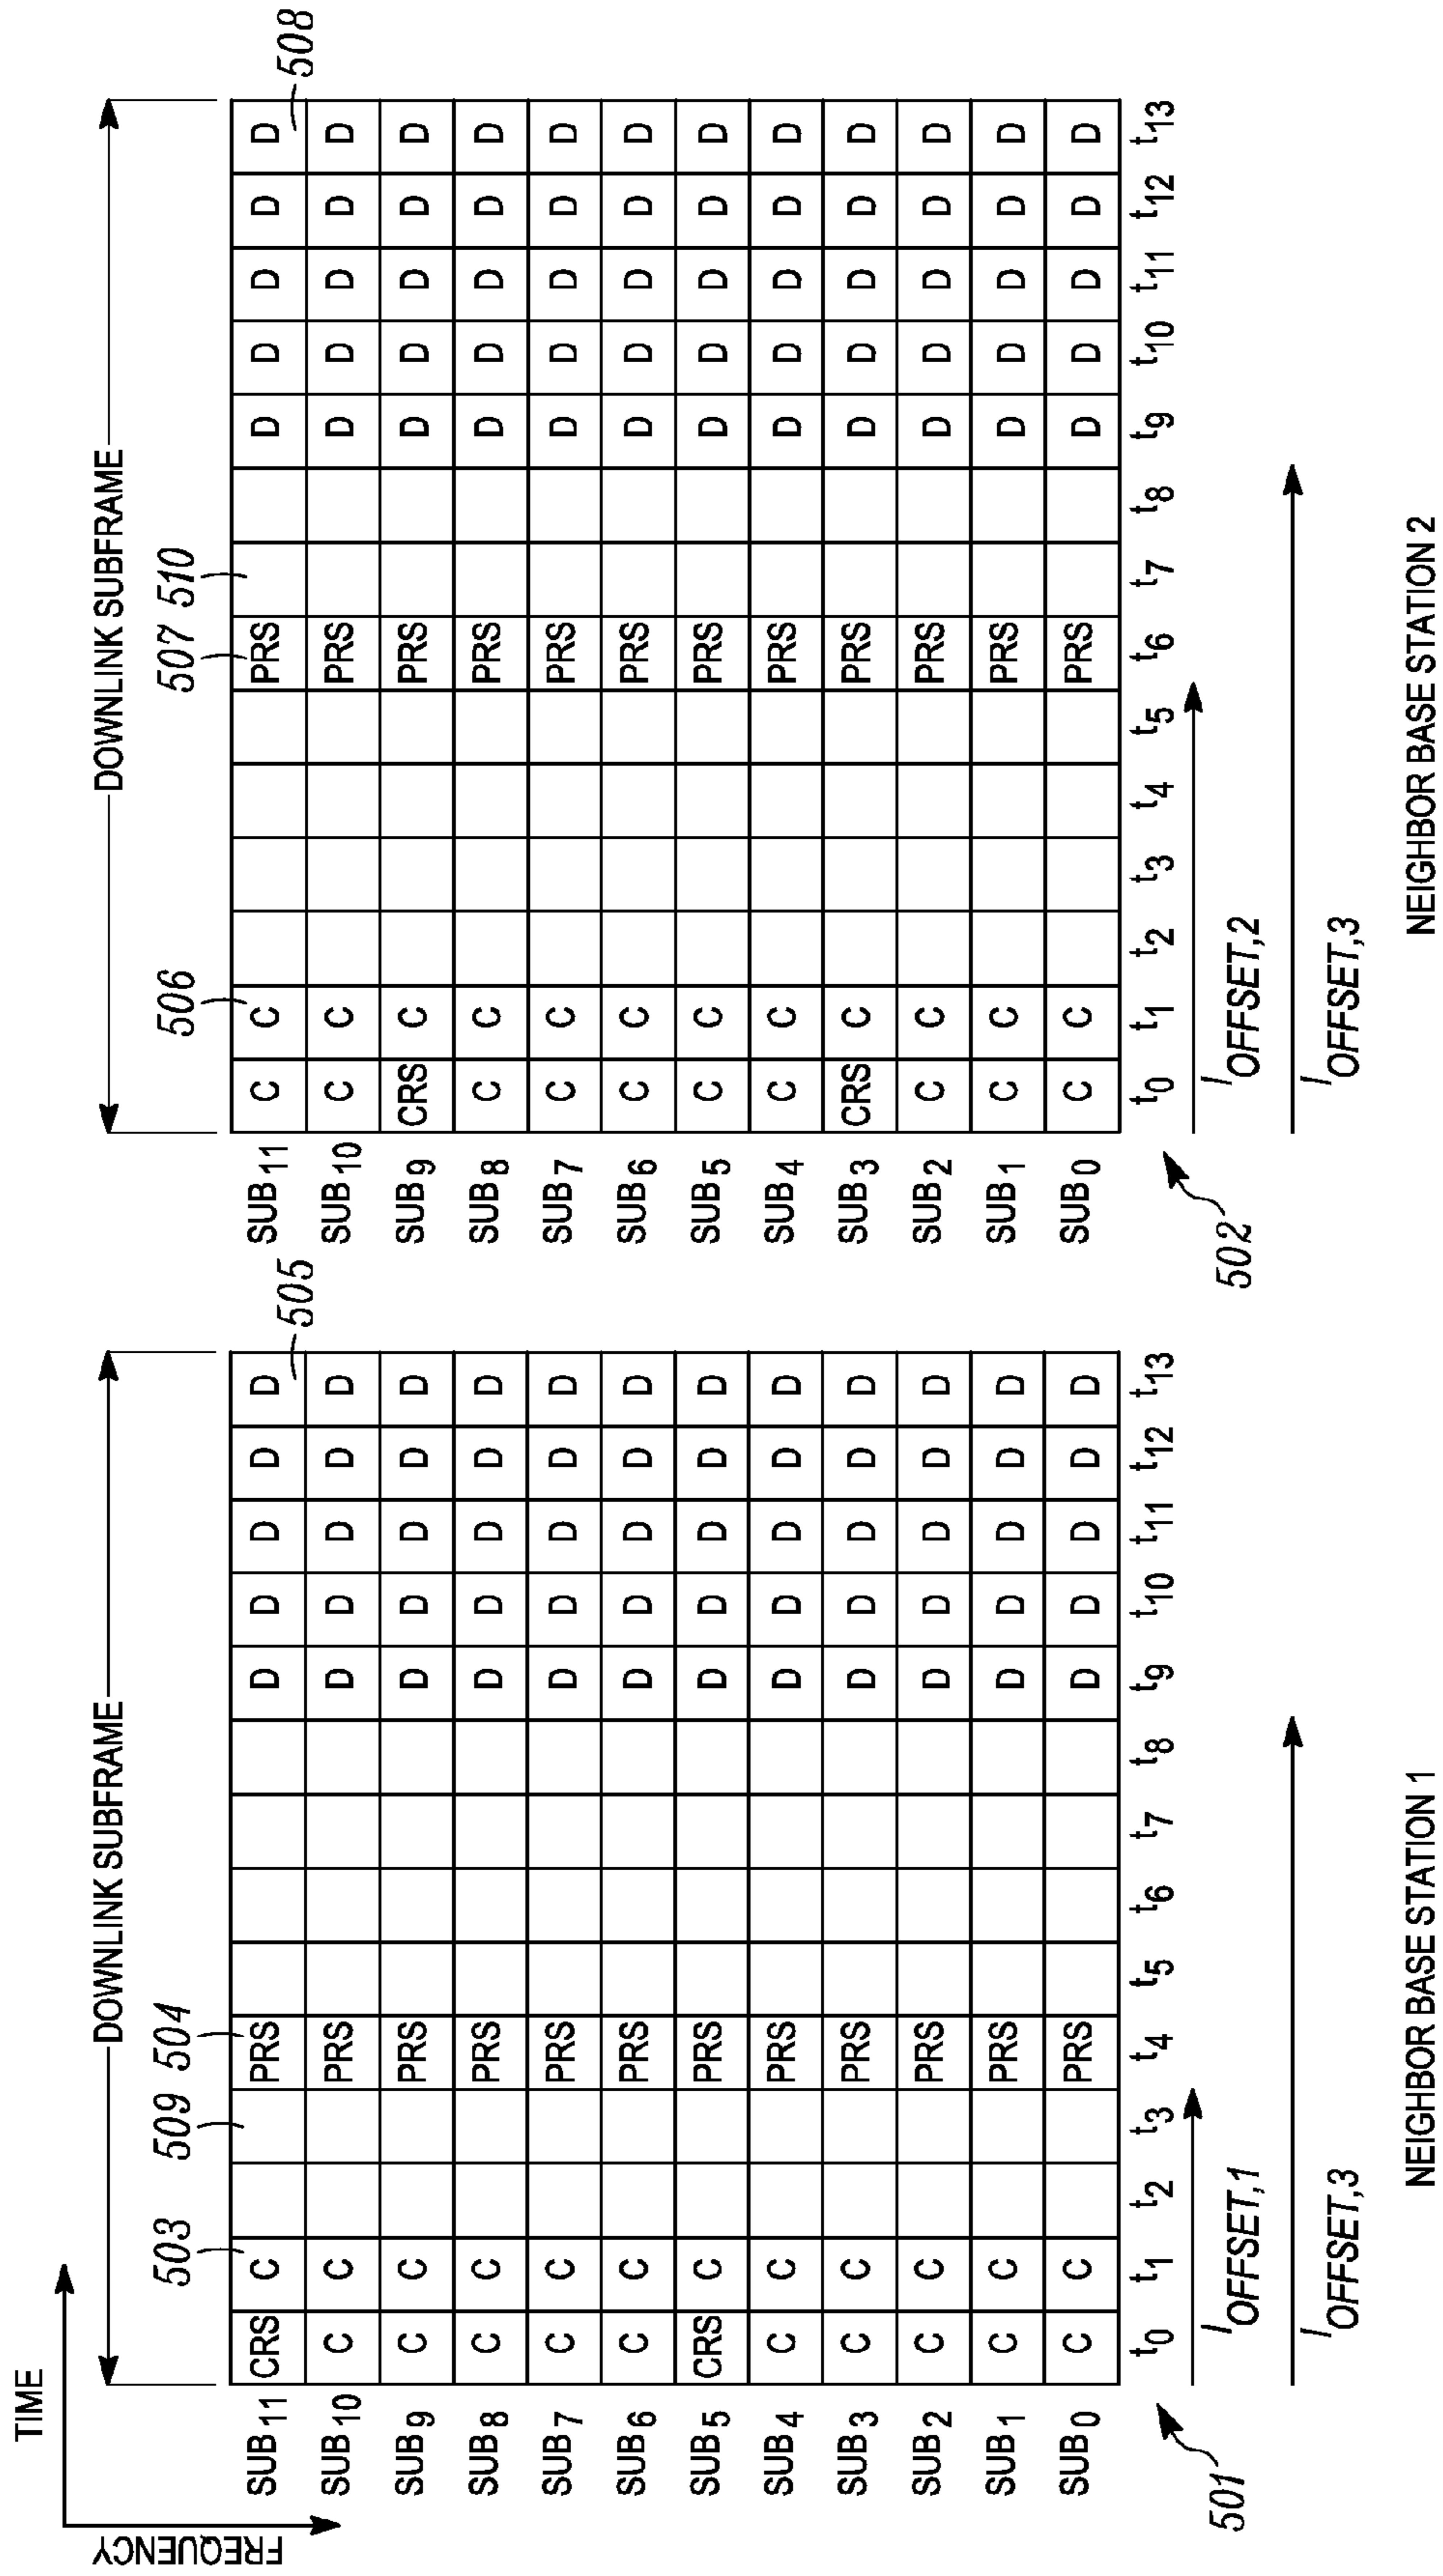 TIME
FREQUENCY
DOWNLINK SUBFRAME
503 509 504
505
SUB11 CRS C PRS D D D D D
SUB10 C C PRS D D D D D
SUB9 C C PRS D D D D D
SUB8 C C PRS D D D D D
SUB7 C C PRS D D D D D
SUB6 C C PRS D D D D D
SUB5 CRS C PRS D D D D D
SUB4 C C PRS D D D D D
SUB3 C C PRS D D D D D
SUB2 C C PRS D D D D D
SUB1 C C PRS D D D D D
SUB0 C C PRS D D D D D
t0 t1 t2 t3 t4 t5 t6 t7 t8 t9 t10 t11 t12 t13
501
lOFFSET,1
lOFFSET,3
NEIGHBOR BASE STATION 1
DOWNLINK SUBFRAME
506 507 510
508
SUB11 C C PRS D D D D D
SUB10 C C PRS D D D D D
SUB9 CRS C PRS D D D D D
SUB8 C C PRS D D D D D
SUB7 C C PRS D D D D D
SUB6 C C PRS D D D D D
SUB5 C C PRS D D D D D
SUB4 C C PRS D D D D D
SUB3 CRS C PRS D D D D D
SUB2 C C PRS D D D D D
SUB1 C C PRS D D D D D
SUB0 C C PRS D D D D D
t0 t1 t2 t3 t4 t5 t6 t7 t8 t9 t10 t11 t12 t13
502
lOFFSET,2
lOFFSET,3
NEIGHBOR BASE STATION 2